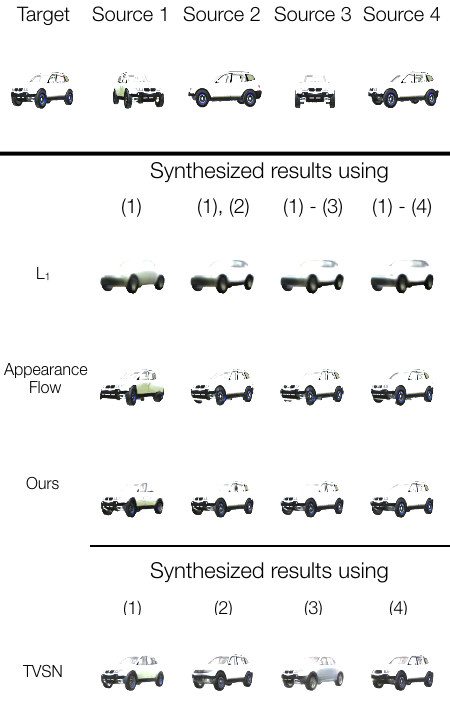 Target Source 1 Source 2 Source 3 Source 4
Synthesized results using
(1) (1), (2) (1) - (3) (1) - (4)
L1
Appearance
Flow
Ours
Synthesized results using
(1) (2) (3) (4)
TVSN